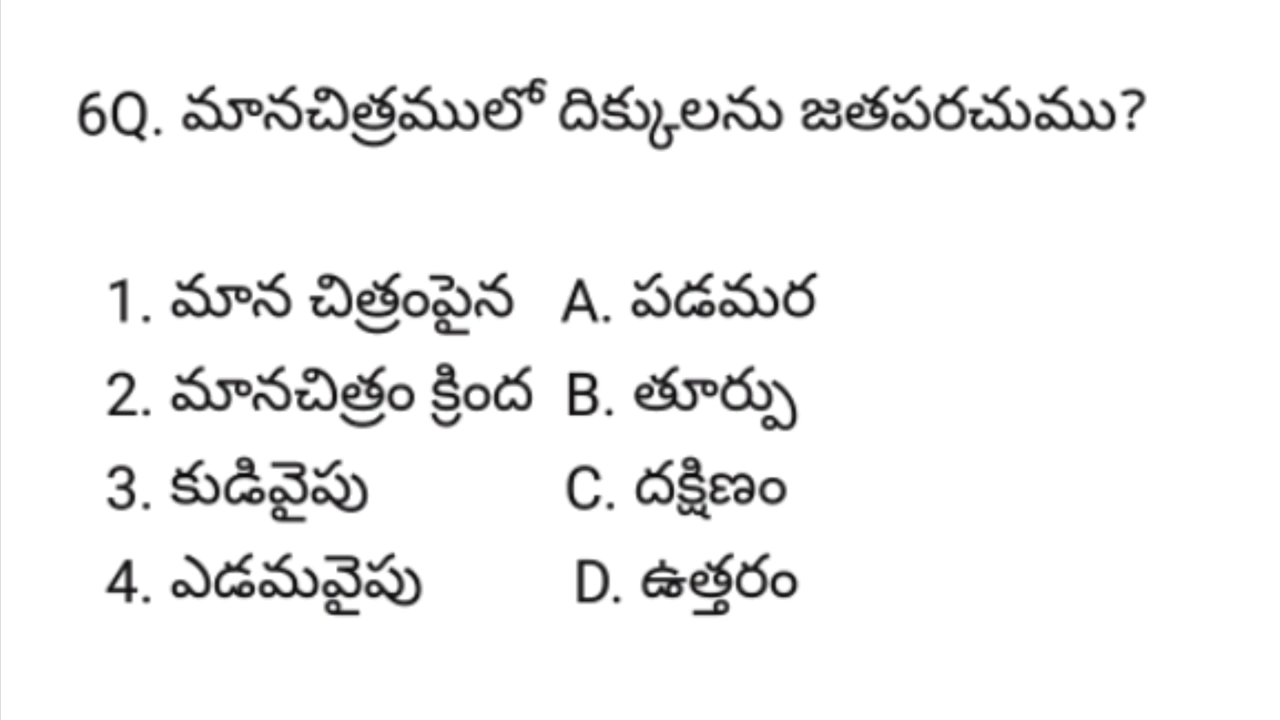 6Q. మానచిత్రములో దిక్కులను జతపరచుము?
1. మాన చిత్రంపైన A. పడమర
2. మానచిత్రం క్రింద B. తూర్పు
3. కుడివైపు C. దక్షిణం
4. ఎడమవైపు D. ఉత్తరం